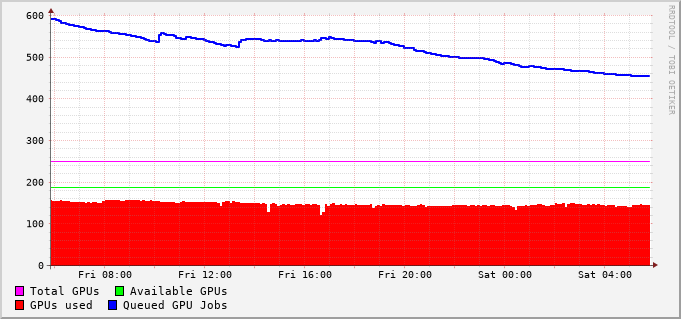 600
500
400
300
200
100
0
Fri 08:00 Fri 12:00 Fri 16:00 Fri 20:00 Sat 00:00 Sat 04:00
Total GPUs Available GPUs
GPUs used Queued GPU Jobs
RRDTOOL / TOBI OETIKER